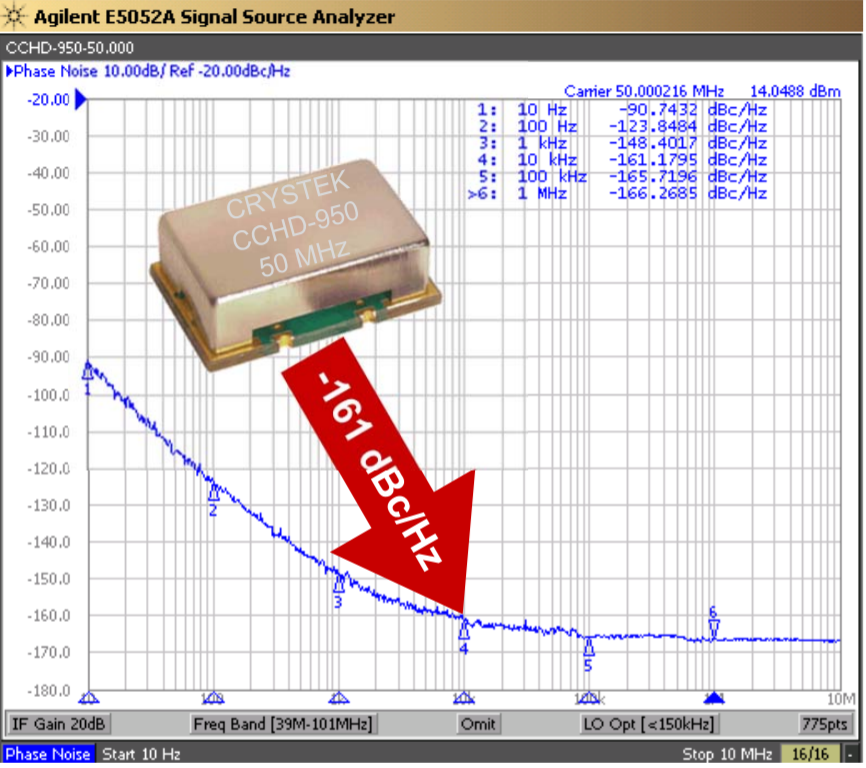 Agilent E5052A Signal Source Analyzer
CCHD-950-50.000
Phase Noise 10.00dB/ Ref -20.00dBc/Hz
Carrier 50.000216 MHz 14.0488 dBm
1: 10 Hz -90.7432 dBc/Hz
2: 100 Hz -123.8484 dBc/Hz
3: 1 kHz -148.4017 dBc/Hz
4: 10 kHz -161.1795 dBc/Hz
5: 100 kHz -165.7196 dBc/Hz
>6: 1 MHz -166.2685 dBc/Hz
-20.00
-30.00
-40.00
-50.00
-60.00
-70.00
-80.00
-90.00
-100.0
-110.0
-120.0
-130.0
-140.0
-150.0
-160.0
-170.0
-180.0
CRYSTEK
CCHD-950
50 MHz
-161 dBc/Hz
1
2
3
4
5
6
10M
IF Gain 20dB Freq Band [39M-101MHz] Omit LO Opt [<150kHz] 775pts
Phase Noise Start 10 Hz Stop 10 MHz 16/16